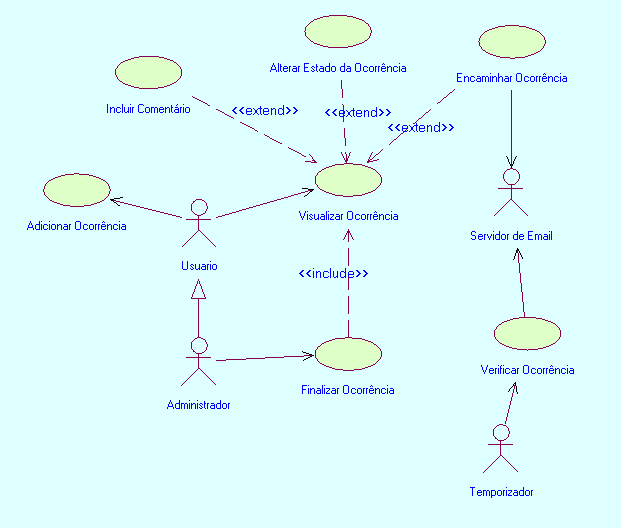 Alterar Estado da Ocorrência
Encaminhar Ocorrência
Incluir Comentário
<<extend>>
<<extend>>
<<extend>>
Adicionar Ocorrência
Visualizar Ocorrência
Servidor de Email
Usuario
<<include>>
Verificar Ocorrência
Finalizar Ocorrência
Administrador
Temporizador